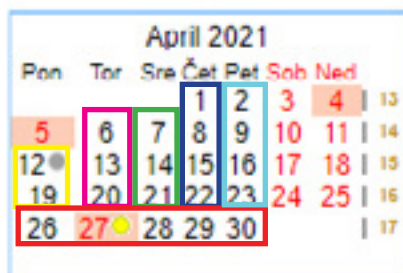 April 2021
Pon Tor Sre Čet Pet Sob Ned
1 2 3 4 13
5 6 7 8 9 10 11 14
12 13 14 15 16 17 18 15
19 20 21 22 23 24 25 16
26 27 28 29 30 17